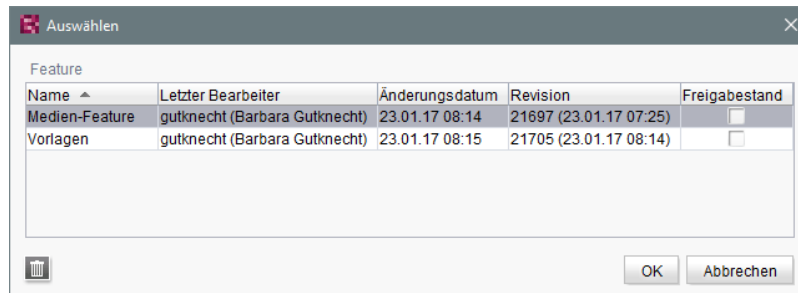 Auswählen
Feature
Name Letzter Bearbeiter Änderungsdatum Revision Freigabestand
Medien-Feature gutknecht (Barbara Gutknecht) 23.01.17 08:14 21697 (23.01.17 07:25)
Vorlagen gutknecht (Barbara Gutknecht) 23.01.17 08:15 21705 (23.01.17 08:14)
OK Abbrechen